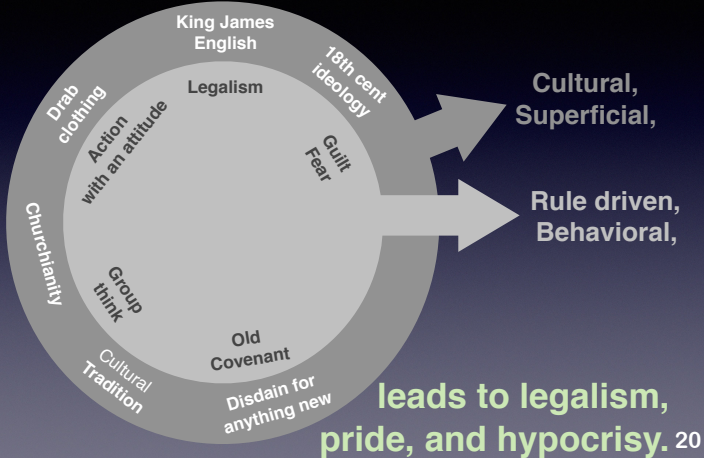 King James
English
18th cent
ideology
Drab
clothing
Legalism
Action
with an attitude
Guilt
Fear
Churchianity
Group
think
Old
Covenant
Cultural
Tradition
Disdain for
anything new
Cultural,
Superficial,
Rule driven,
Behavioral,
leads to legalism,
pride, and hypocrisy. 20